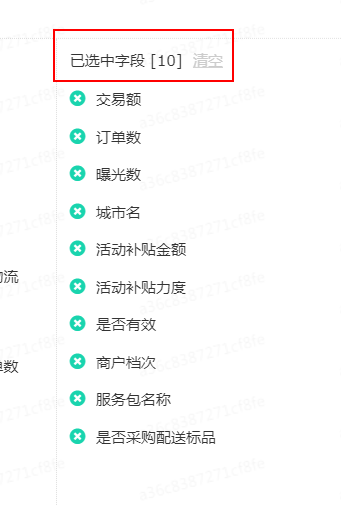 已选中字段 [10] 清空
交易额
订单数
曝光数
城市名
活动补贴金额
物流
活动补贴力度
是否有效
商户档次
单数
服务包名称
是否采购配送标品
a36c8387271cf8fe